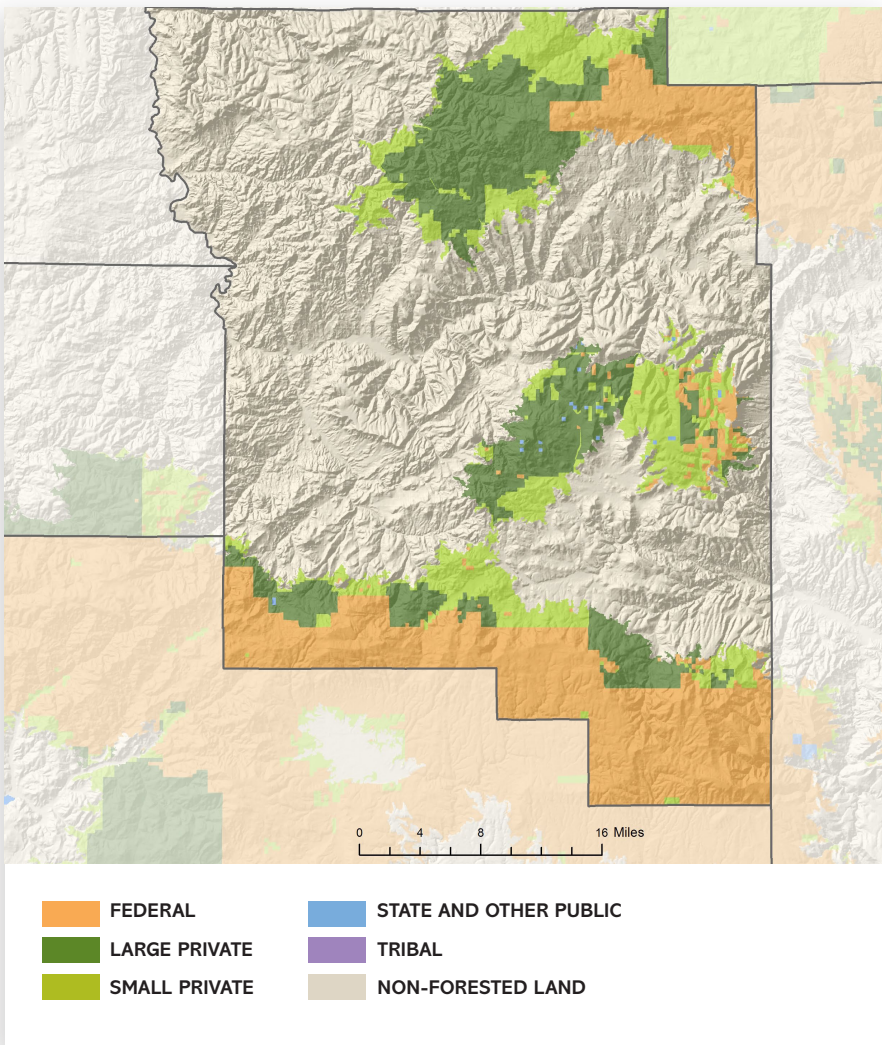 0 4 8 16 Miles
FEDERAL
LARGE PRIVATE
SMALL PRIVATE
STATE AND OTHER PUBLIC
TRIBAL
NON-FORESTED LAND